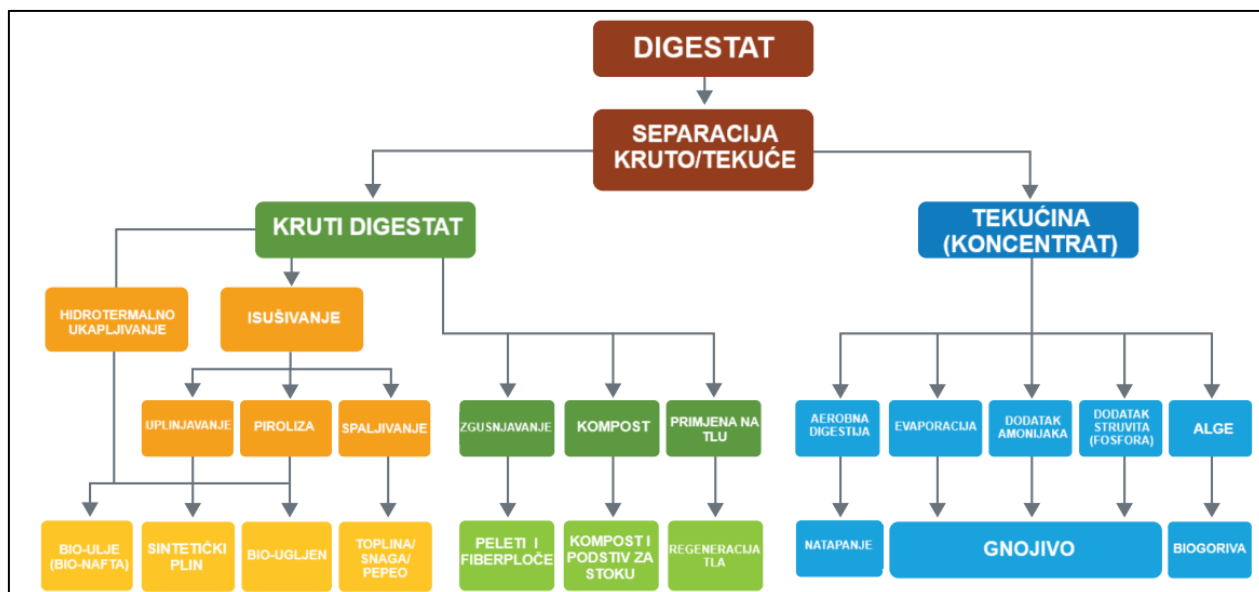 DIGESTAT
SEPARACIJA
KRUTO/TEKUĆE
KRUTI DIGESTAT
TEKUĆINA
(KONCENTRAT)
HIDROTERMALNO
UKAPLJIVANJE
ISUŠIVANJE
UPLINJAVANJE
PIROLIZA
SPALJIVANJE
ZGUSNJAVANJE
KOMPOST
PRIMJENA NA
TLU
AEROBNA
DIGESTIJA
EVAPORACIJA
DODATAK
AMONIJAKA
DODATAK
STRUVITA
(FOSFORA)
ALGE
BIO-ULJE
(BIO-NAFTA)
SINTETIČKI
PLIN
BIO-UGLJEN
TOPLINA/
SNAGA/
PEPEO
PELETI I
FIBERPLOČE
KOMPOST I
PODSTIV ZA
STOKU
REGENERACIJA
TLA
NATAPANJE
GNOJIVO
BIOGORIVA